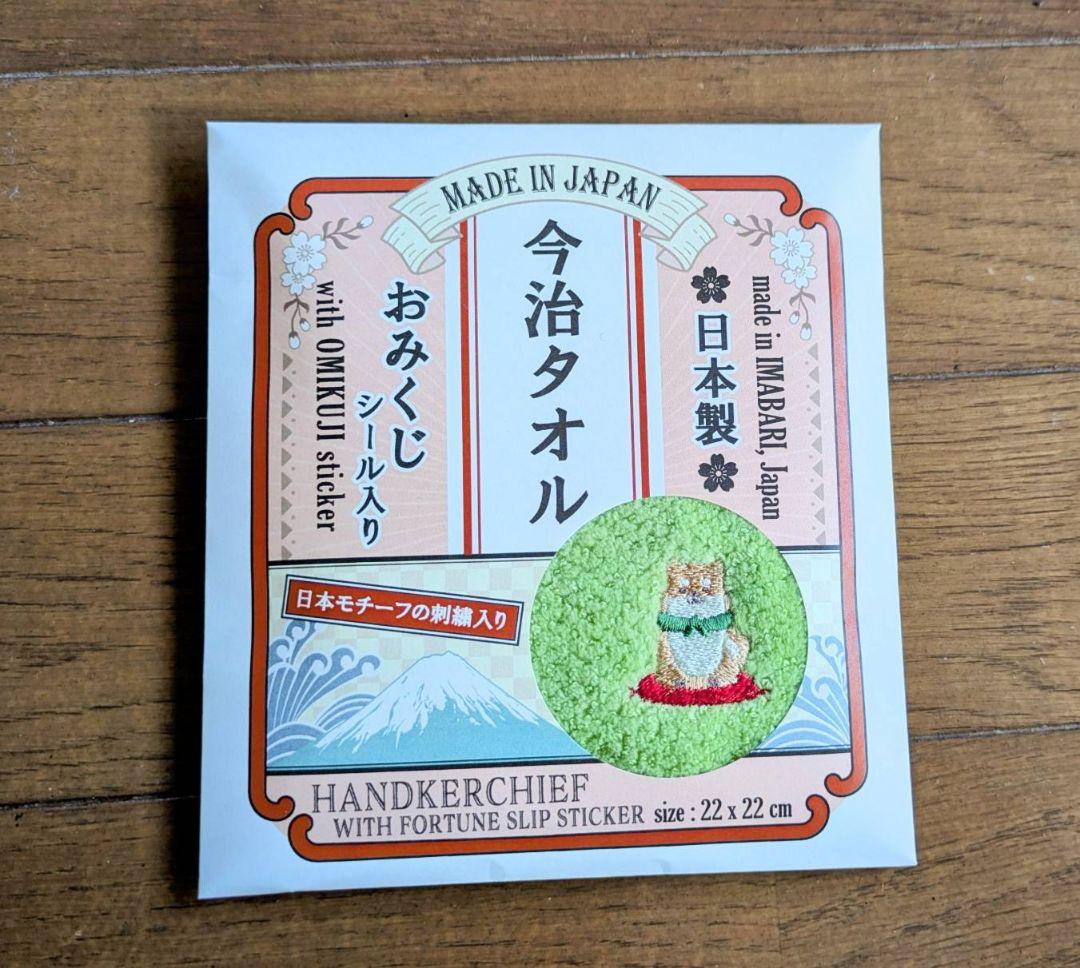 MADE IN JAPAN
made in IMABARI, Japan
日本製
今治タオル
おみくじ
シール入り
with OMIKUJI sticker
日本モチーフの刺繍入り
HANDKERCHIEF
WITH FORTUNE SLIP STICKER
size : 22 x 22 cm